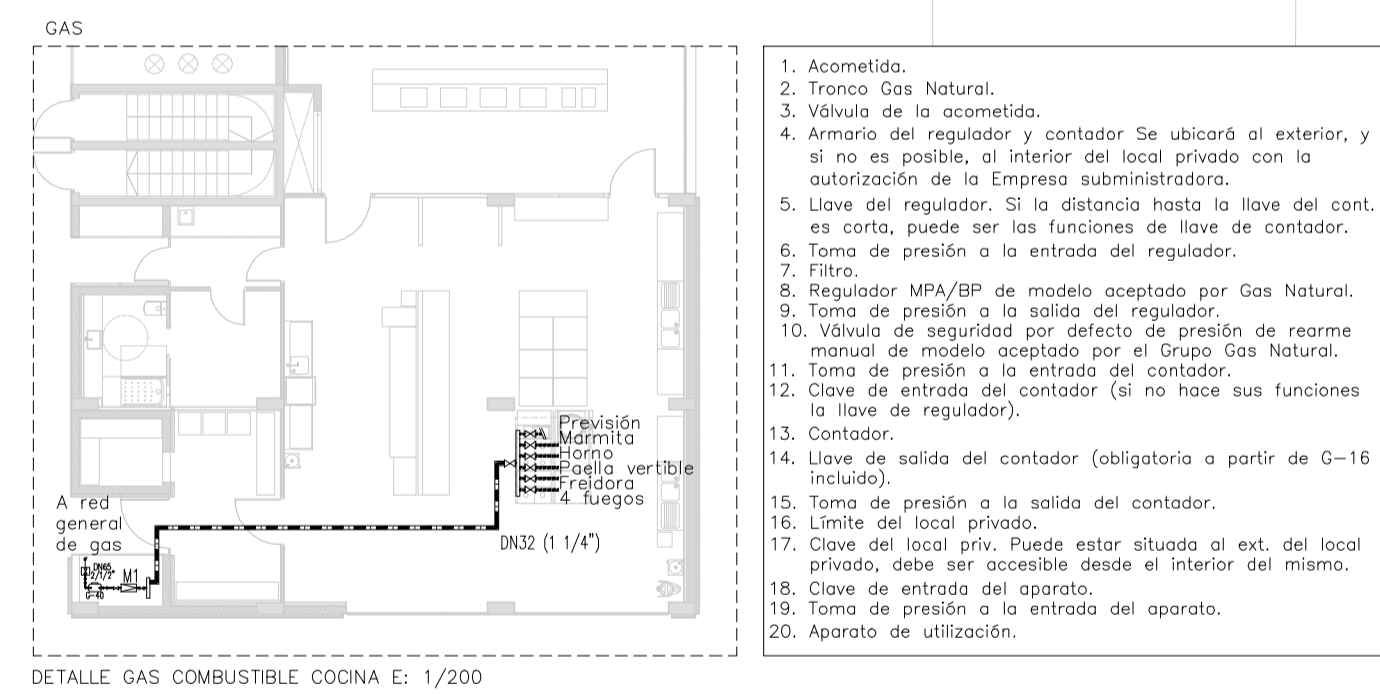 GAS
Previsión
Marmita
Horno
Paella vertible
Freidora
4 fuegos
A red
general
de gas
DN32 (1 1/4")
DN65
2/1/2"
M1
G-40
DETALLE GAS COMBUSTIBLE COCINA E: 1/200
1. Acometida.
2. Tronco Gas Natural.
3. Válvula de la acometida.
4. Armario del regulador y contador Se ubicará al exterior, y
si no es posible, al interior del local privado con la
autorización de la Empresa subministradora.
5. Llave del regulador. Si la distancia hasta la llave del cont.
es corta, puede ser las funciones de llave de contador.
6. Toma de presión a la entrada del regulador.
7. Filtro.
8. Regulador MPA/BP de modelo aceptado por Gas Natural.
9. Toma de presión a la salida del regulador.
10. Válvula de seguridad por defecto de presión de rearme
manual de modelo aceptado por el Grupo Gas Natural.
11. Toma de presión a la entrada del contador.
12. Clave de entrada del contador (si no hace sus funciones
la llave de regulador).
13. Contador.
14. Llave de salida del contador (obligatoria a partir de G-16
incluido).
15. Toma de presión a la salida del contador.
16. Límite del local privado.
17. Clave del local priv. Puede estar situada al ext. del local
privado, debe ser accesible desde el interior del mismo.
18. Clave de entrada del aparato.
19. Toma de presión a la entrada del aparato.
20. Aparato de utilización.